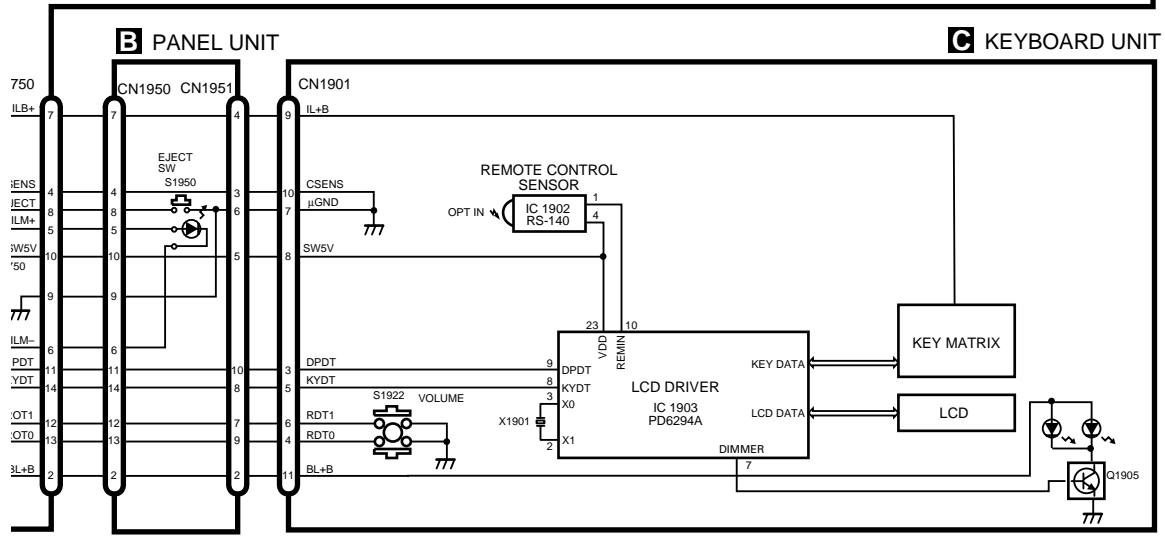 B PANEL UNIT
C KEYBOARD UNIT
750
CN1950 CN1951
CN1901
ILB+
7
7
4
9
IL+B
EJECT
SW
S1950
REMOTE CONTROL
SENSOR
OPT IN
IC 1902
RS-140
1
4
4
4
3
10
CSENS
8
8
6
7
µGND
ILM+
5
5
SW5V
10
10
5
8
SW5V
750
9
9
ILM–
6
6
23
10
VDD
REMIN
KEY MATRIX
KEY DATA
11
11
10
3
DPDT
9
DPDT
14
14
8
5
KYDT
8
KYDT
LCD DRIVER
IC 1903
PD6294A
S1922
VOLUME
3
X0
X1901
2
X1
LCD DATA
LCD
12
12
7
6
RDT1
13
13
9
4
RDT0
DIMMER
7
2
2
2
11
BL+B
Q1905